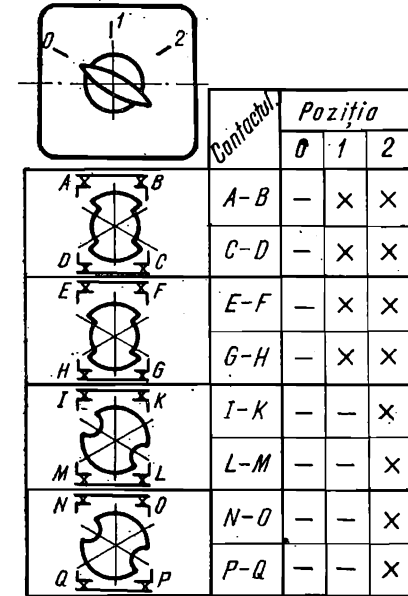 0 1 2
Contactul Poziția
0 1 2
A B
D C
A-B — × ×
C-D — × ×
E F
H G
E-F — × ×
G-H — × ×
I K
M L
I-K — — ×
L-M — — ×
N O
Q P
N-O — — ×
P-Q — — ×